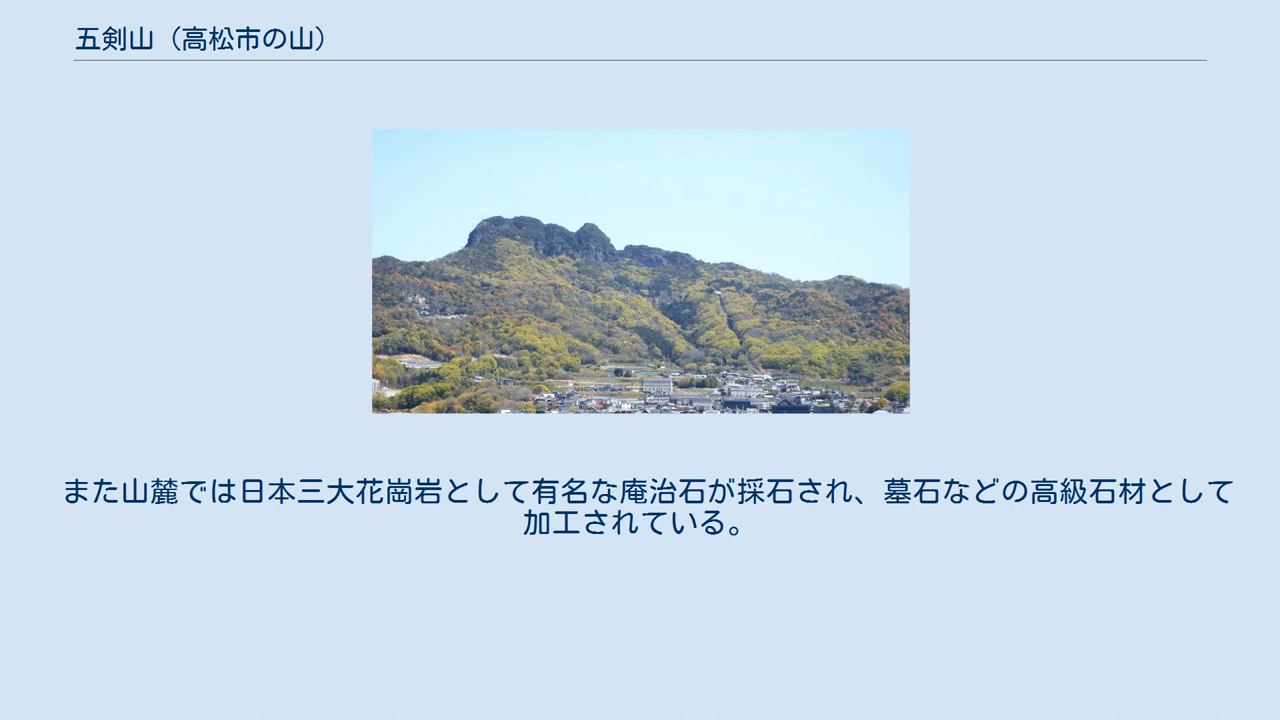 五剣山（高松市の山）
また山麓では日本三大花崗岩として有名な庵治石が採石され、墓石などの高級石材として
加工されている。